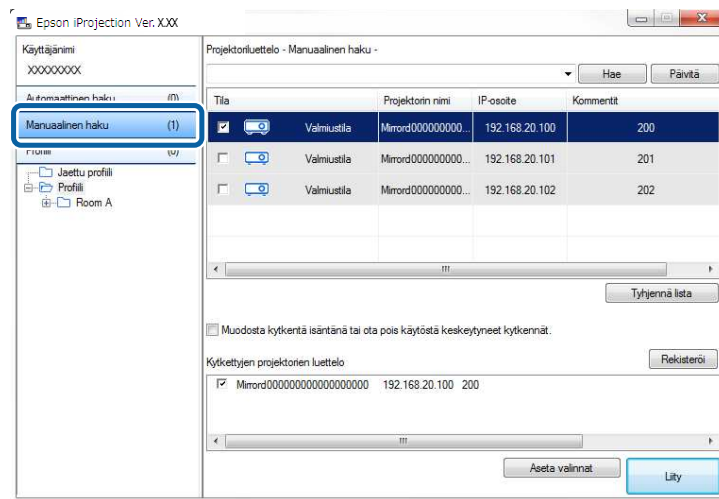 Epson iProjection Ver. X.XX
Käyttäjänimi
XXXXXXXX
Automaattinen haku (0)
Manuaalinen haku (1)
Profiili (0)
Jaettu profiili
Profiili
Room A
Projektoriluettelo - Manuaalinen haku -
Hae Päivitä
Tila Projektorin nimi IP-osoite Kommentit
Valmiustila Mirrord000000000... 192.168.20.100 200
Valmiustila Mirrord000000000... 192.168.20.101 201
Valmiustila Mirrord000000000... 192.168.20.102 202
Tyhjennä lista
Muodosta kytkentä isäntänä tai ota pois käytöstä keskeytyneet kytkennät.
Kytkettyjen projektorien luettelo Rekisteröi
Mirrord000000000000000000 192.168.20.100 200
Aseta valinnat Liity